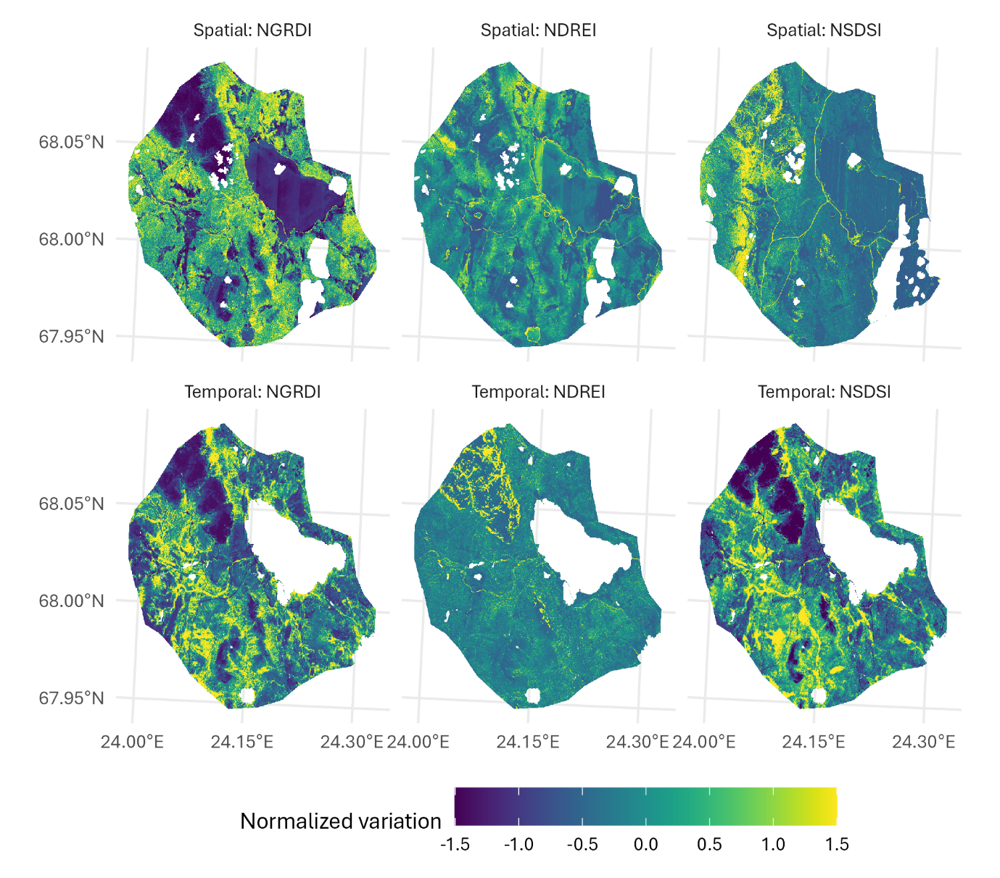 Spatial: NGRDI
Spatial: NDREI
Spatial: NSDSI
68.05°N
68.00°N
67.95°N
Temporal: NGRDI
Temporal: NDREI
Temporal: NSDSI
68.05°N
68.00°N
67.95°N
24.00°E 24.15°E 24.30°E 24.00°E 24.15°E 24.30°E 24.00°E 24.15°E 24.30°E
Normalized variation
-1.5 -1.0 -0.5 0.0 0.5 1.0 1.5